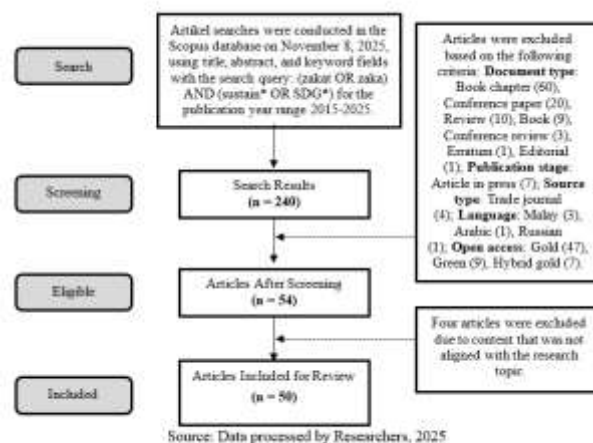 Search
Artikel searches were conducted in the
Scopus database on November 8, 2025,
using title, abstract, and keyword fields
with the search query: (zakat OR zaka)
AND (sustain* OR SDG*) for the
publication year range 2015-2025.
Articles were excluded
based on the following
criteria: Document type:
Book chapter (60),
Conference paper (20),
Review (10), Book (9),
Conference review (3),
Erratum (1), Editorial
(1); Publication stage:
Article in press (7); Source
type: Trade journal
(4); Language: Malay (3),
Arabic (1), Russian
(1); Open access: Gold (47),
Green (9), Hybrid gold (7).
Screening
Search Results
(n = 240)
Eligible
Articles After Screening
(n = 54)
Four articles were excluded
due to content that was not
aligned with the research
topic.
Included
Articles Included for Review
(n = 50)
Source: Data processed by Researchers, 2025